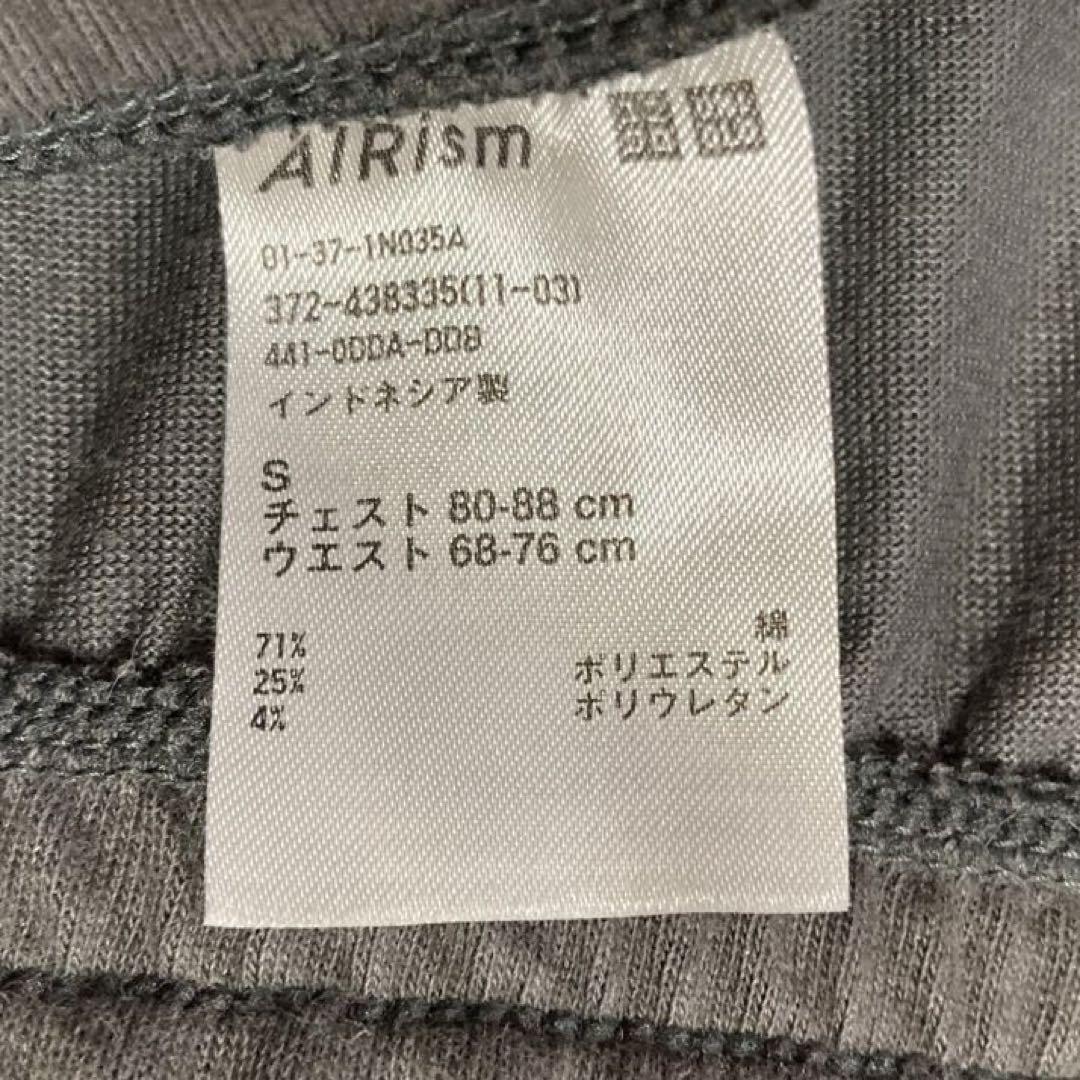 AIRism
01-37-1N035A
372-438335(11-03)
441-0DDA-DDB
インドネシア製
S
チェスト 80-88 cm
ウエスト 68-76 cm
71% 綿
25% ポリエステル
4% ポリウレタン